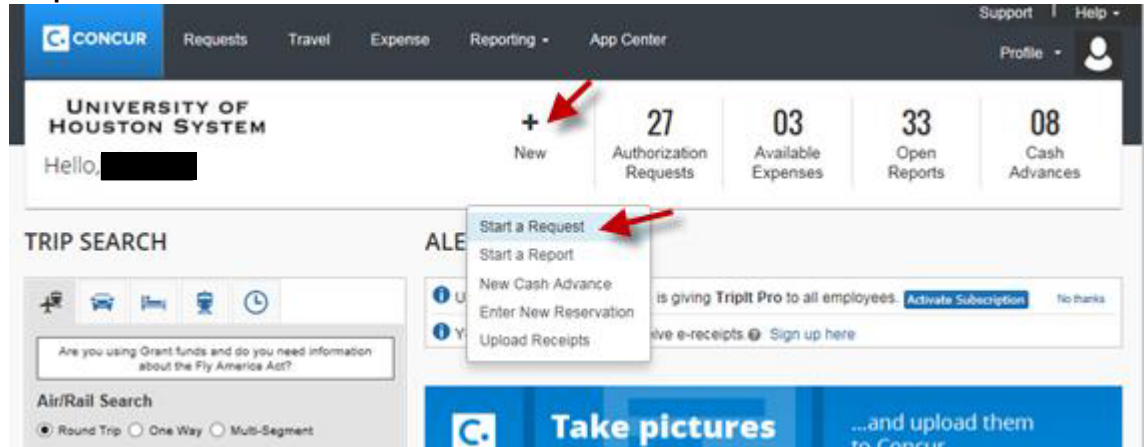 Support | Help
C. CONCUR Requests Travel Expense Reporting App Center
Profile
UNIVERSITY OF
HOUSTON SYSTEM
Hello,
+
New
27
Authorization
Requests
03
Available
Expenses
33
Open
Reports
08
Cash
Advances
Start a Request
Start a Report
New Cash Advance
Enter New Reservation
Upload Receipts
TRIP SEARCH
ALE
U
is giving TripIt Pro to all employees. Activate Subscription No thanks
Y
ive e-receipts Sign up here
Are you using Grant funds and do you need information
about the Fly America Act?
Air/Rail Search
Round Trip One Way Multi-Segment
C.
Take pictures
...and upload them
to Concur